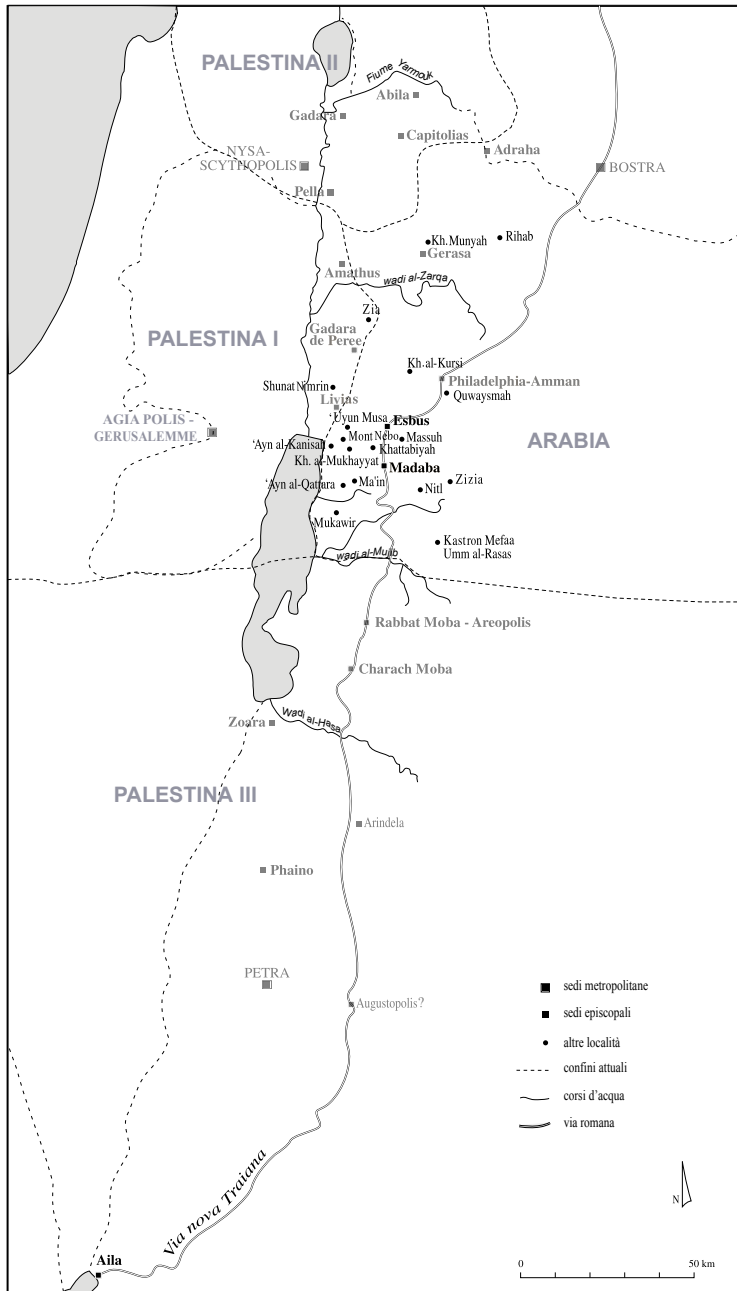 PALESTINA II
Fiume Yarmouk
Abila
Gadara
Capitolias
Adraha
NYSA-
SCYTHOPOLIS
BOSTRA
Pella
Kh.Munyah
Rihab
Gerasa
Amathus
wadi al-Zarqa
Zia
PALESTINA I
Gadara
de Peree
Kh.al-Kursi
Philadelphia-Amman
Shunat Nimrin
Quwaysmah
Livias
'Uyun Musa
Esbus
AGIA POLIS -
GERUSALEMME
Mont Nebo
Massuh
ARABIA
'Ayn al-Kanisah
Khattabiyah
Kh. al-Mukhayyat
Madaba
'Ayn al-Qattara
Ma'in
Zizia
Nitl
Mukawir
Kastron Mefaa
Umm al-Rasas
wadi al-Mujib
Rabbat Moba - Areopolis
Charach Moba
Wadi al-Hasa
Zoara
PALESTINA III
Arindela
Phaino
PETRA
Augustopolis?
sedi metropolitane
sedi episcopali
altre località
confini attuali
corsi d'acqua
via romana
Via nova Traiana
N
Aila
0
50 km